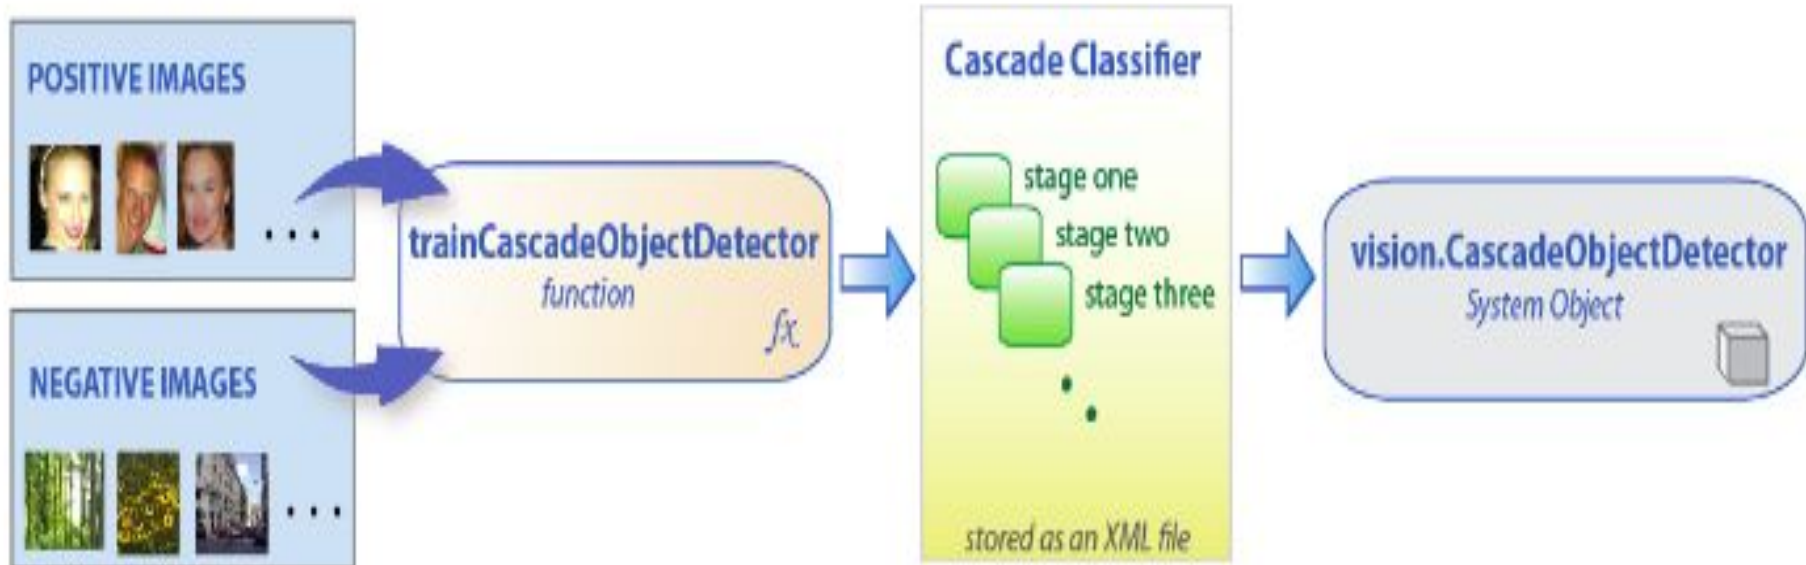 POSITIVE IMAGES
...
NEGATIVE IMAGES
...
trainCascadeObjectDetector
function
fx
Cascade Classifier
stage one
stage two
stage three
stored as an XML file
vision.CascadeObjectDetector
System Object